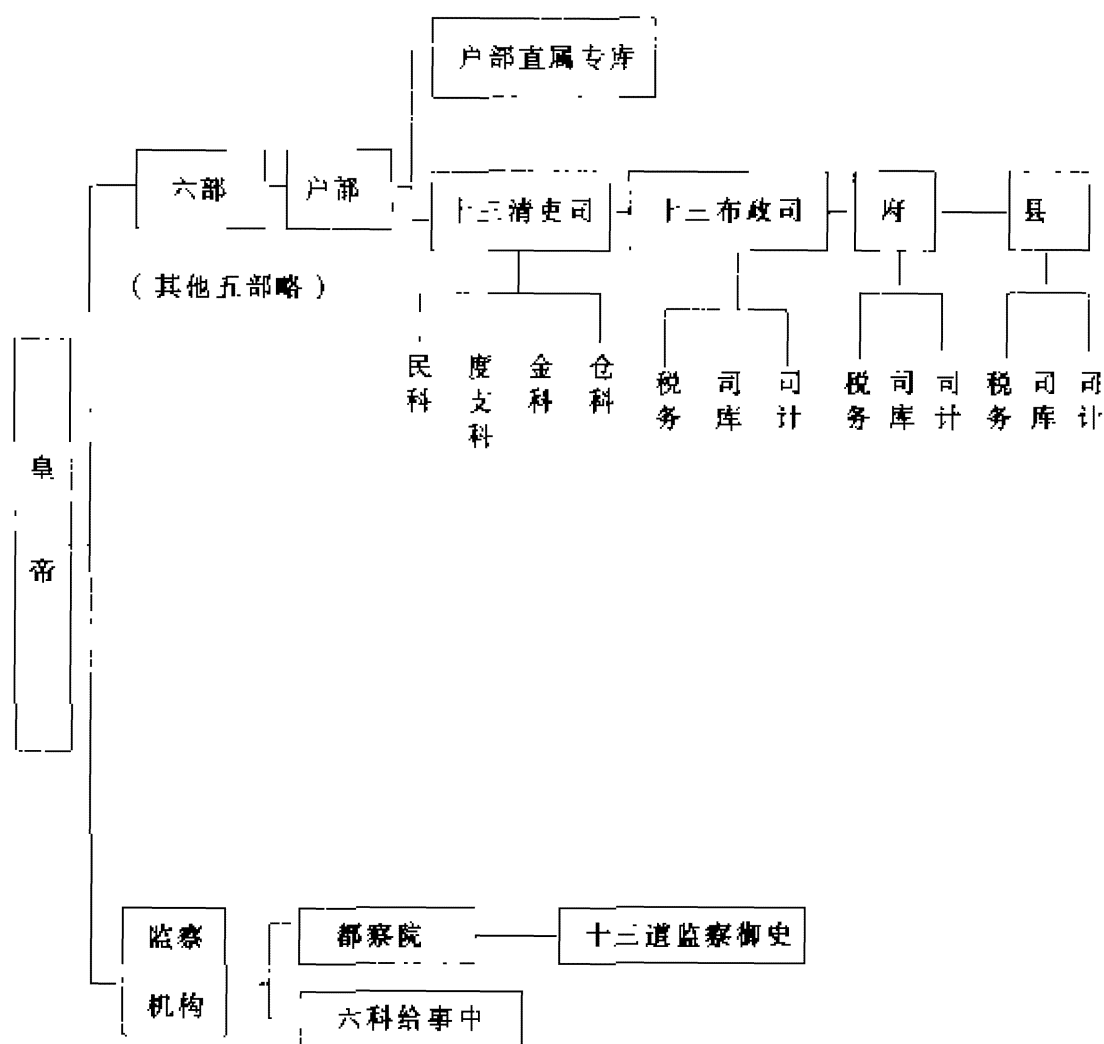 户部直属专库
六部
户部
十三清吏司
十三布政司
府
县
（其他五部略）
民科
度支科
金科
仓科
税务
司库
司计
税务
司库
司计
税务
司库
司计
皇帝
监察机构
都察院
十三道监察御史
六科给事中